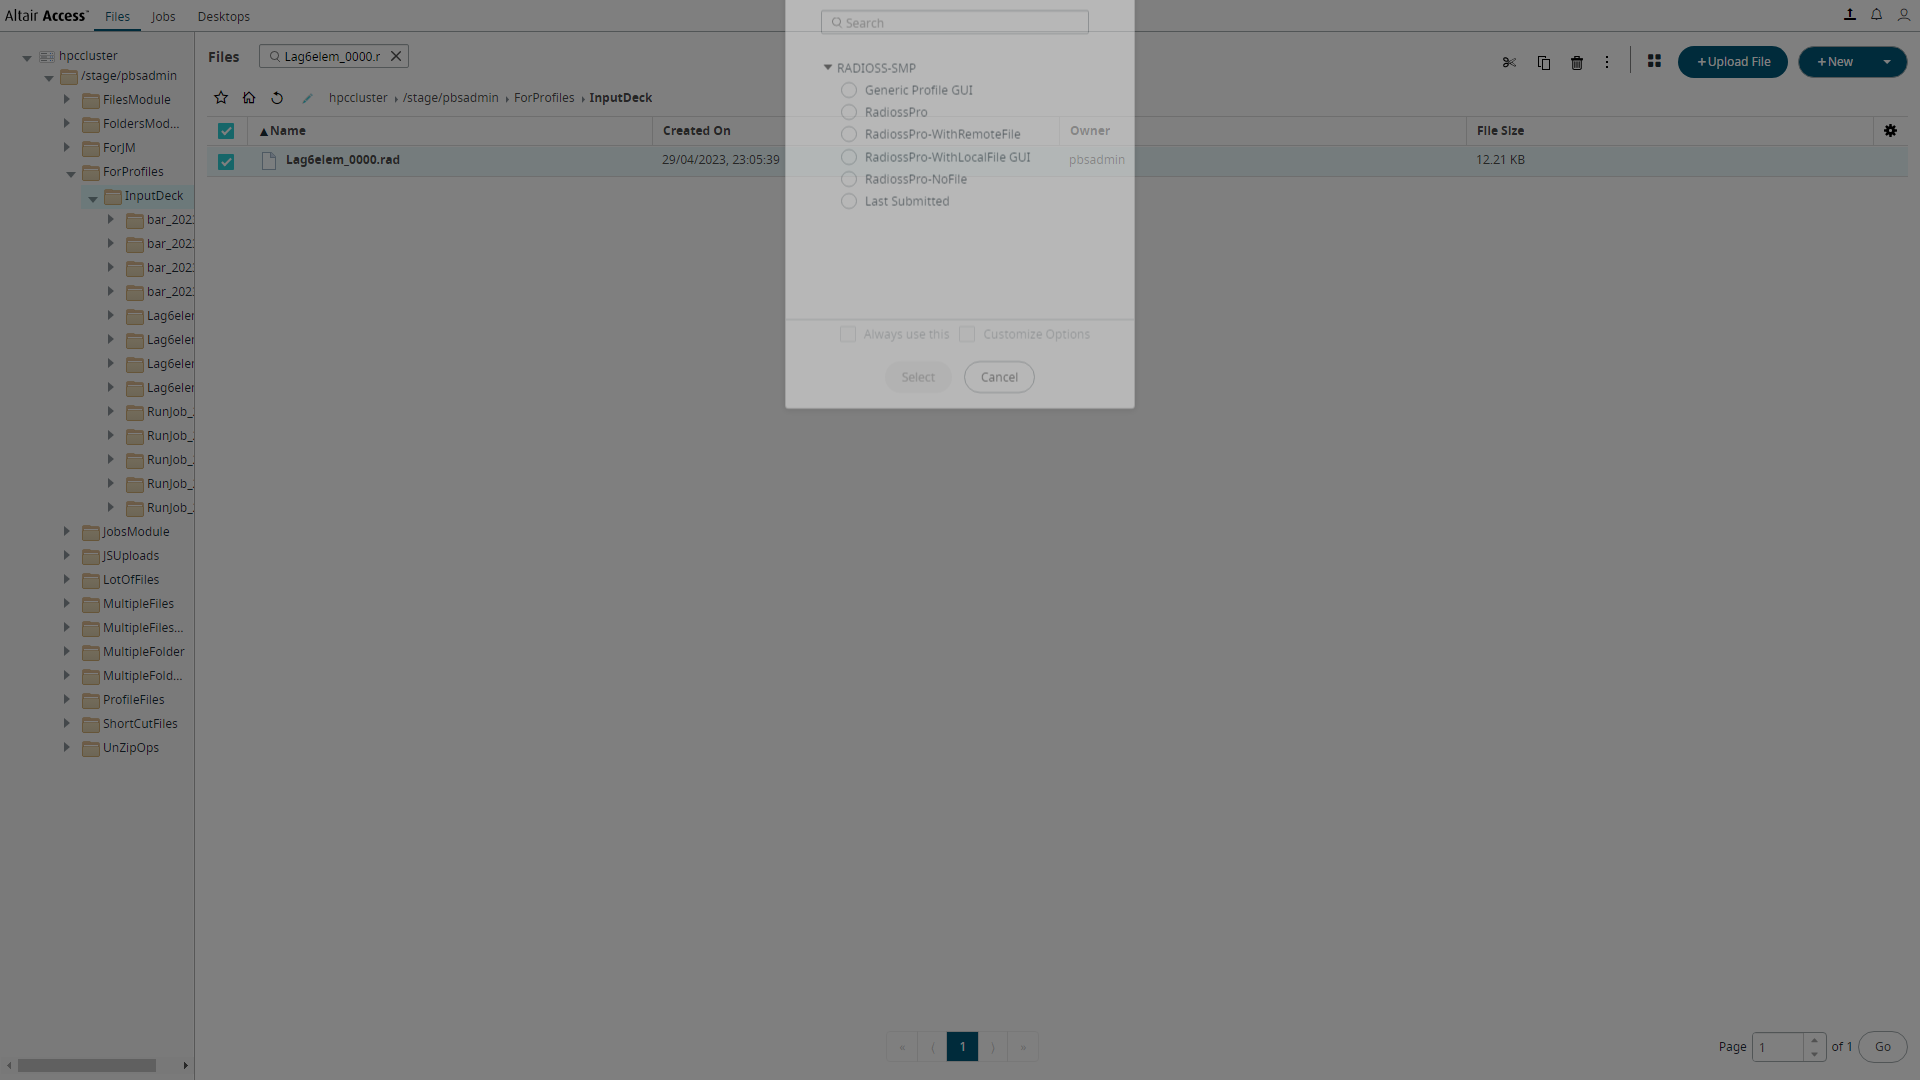 Altair Access™ Files Jobs Desktops
hpccluster
/stage/pbsadmin
FilesModule
FoldersMod...
ForJM
ForProfiles
InputDeck
bar_202
bar_202
bar_202
bar_202
Lag6eler
Lag6eler
Lag6eler
Lag6eler
RunJob_
RunJob_
RunJob_
RunJob_
RunJob_
JobsModule
JSUploads
LotOfFiles
MultipleFiles
MultipleFiles...
MultipleFolder
MultipleFold...
ProfileFiles
ShortCutFiles
UnZipOps
Files Lag6elem_0000.r
+Upload File +New
hpccluster › /stage/pbsadmin › ForProfiles › InputDeck
▲Name Created On Owner File Size
Lag6elem_0000.rad 29/04/2023, 23:05:39 pbsadmin 12.21 KB
Search
RADIOSS-SMP
Generic Profile GUI
RadiossPro
RadiossPro-WithRemoteFile
RadiossPro-WithLocalFile GUI
RadiossPro-NoFile
Last Submitted
Always use this Customize Options
Select Cancel
« ⟨ 1 ⟩ »
Page 1 of 1 Go